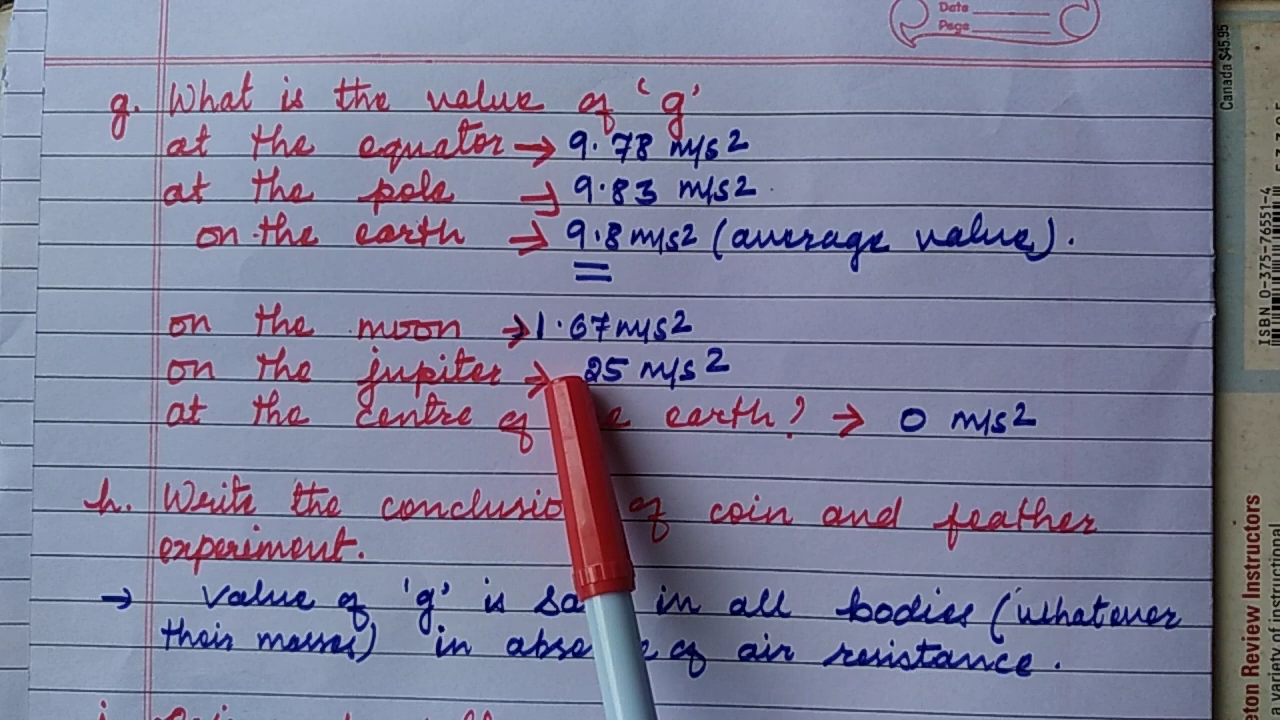 Date
Page
g. What is the value of 'g'
at the equator → 9.78 m/s2
at the pole → 9.83 m/s2
on the earth → 9.8 m/s2 (average value).
on the moon → 1.67 m/s2
on the jupiter → 25 m/s2
at the centre of e earth? → 0 m/s2
h. Write the conclusio of coin and feather
experiment.
→ Value of 'g' is sa in all bodies (whatever
their masses) in abse e of air resistance.
Canada $45.95
ISBN 0-375-76551-4
eton Review Instructors
a variety of instructional